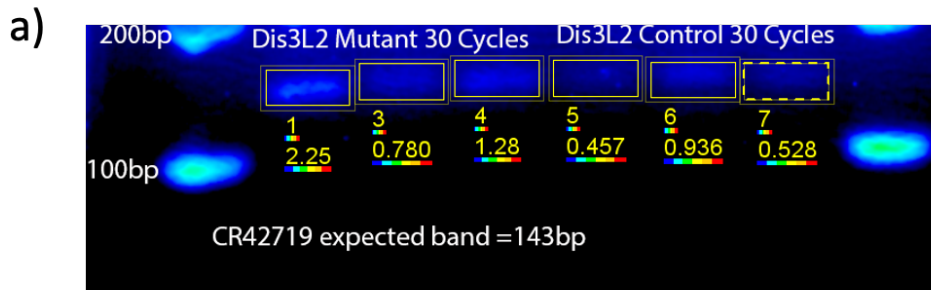 a)
200bp
Dis3L2 Mutant 30 Cycles
Dis3L2 Control 30 Cycles
1 3 4 5 6 7
2.25 0.780 1.28 0.457 0.936 0.528
100bp
CR42719 expected band =143bp